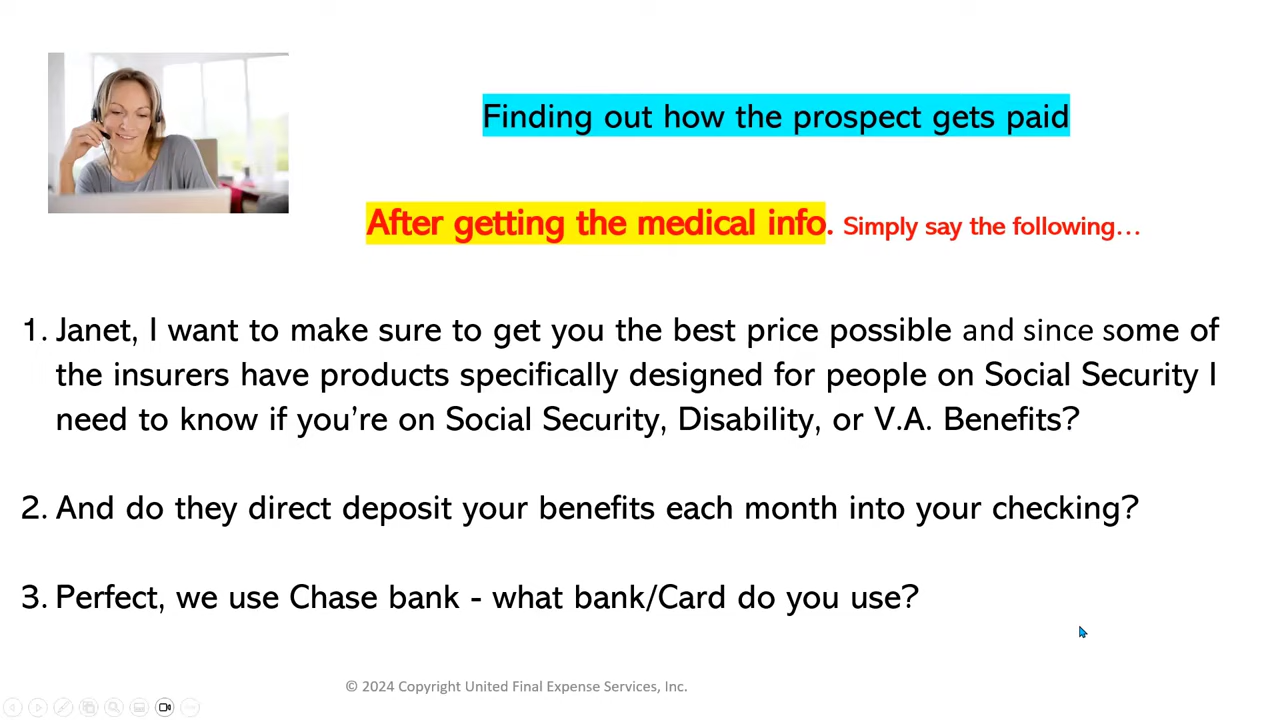 Finding out how the prospect gets paid
After getting the medical info. Simply say the following…
1. Janet, I want to make sure to get you the best price possible and since some of
the insurers have products specifically designed for people on Social Security I
need to know if you’re on Social Security, Disability, or V.A. Benefits?
2. And do they direct deposit your benefits each month into your checking?
3. Perfect, we use Chase bank - what bank/Card do you use?
© 2024 Copyright United Final Expense Services, Inc.